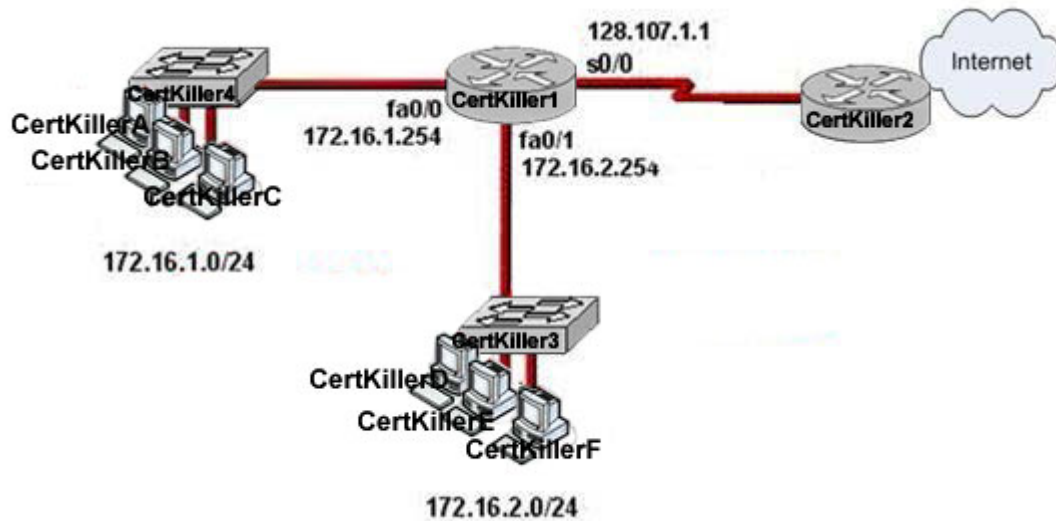 128.107.1.1
s0/0
Internet
CertKiller4
CertKiller1
CertKiller2
CertKillerA
fa0/0
172.16.1.254
fa0/1
172.16.2.254
CertKillerB
CertKillerC
172.16.1.0/24
CertKiller3
CertKillerD
CertKillerE
CertKillerF
172.16.2.0/24